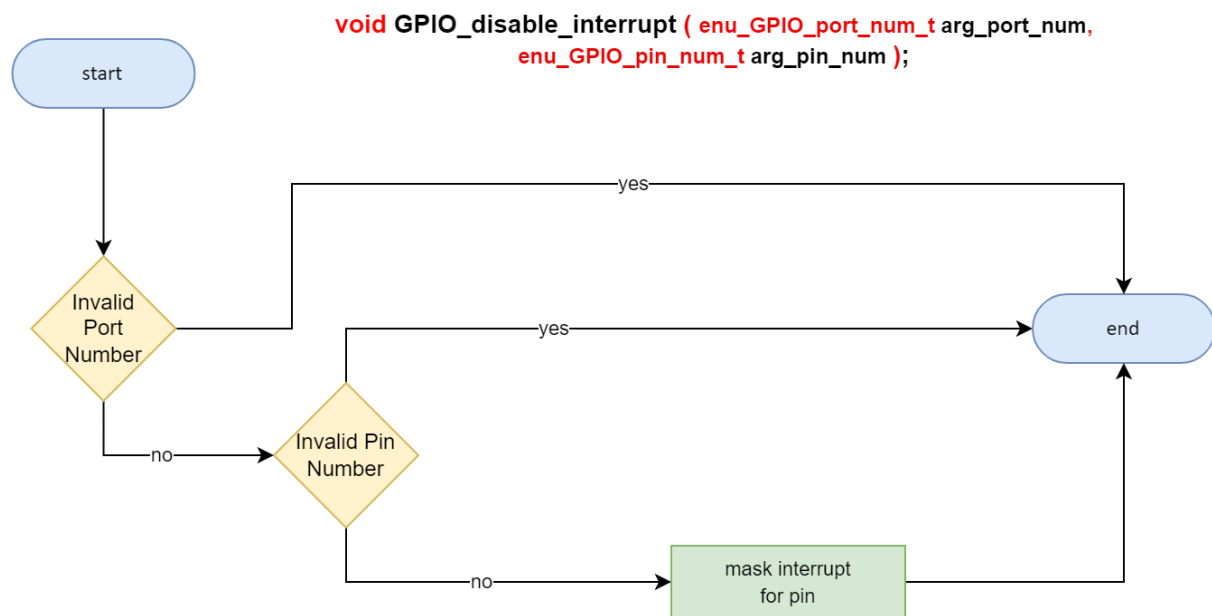 void GPIO_disable_interrupt ( enu_GPIO_port_num_t arg_port_num,
enu_GPIO_pin_num_t arg_pin_num );
start
yes
Invalid
Port
Number
yes
end
no
Invalid Pin
Number
no
mask interrupt
for pin